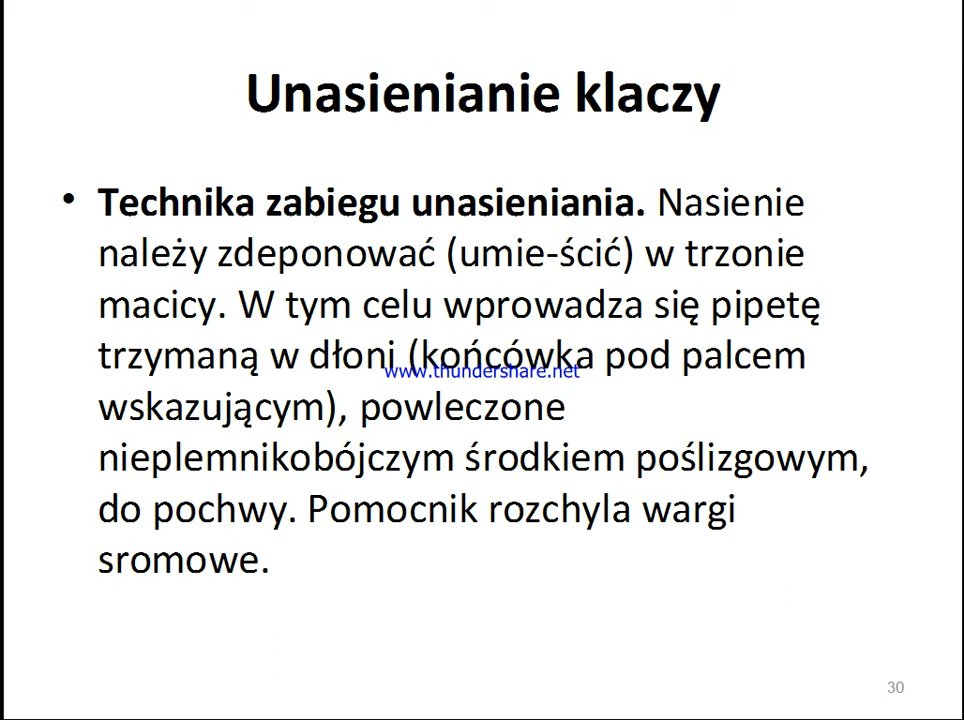 Unasienianie klaczy
• Technika zabiegu unasieniania. Nasienie
należy zdeponować (umie-ścić) w trzonie
macicy. W tym celu wprowadza się pipetę
trzymaną w dłoni (końcówka pod palcem
www.thundershare.net
wskazującym), powleczone
nieplemnikobójczym środkiem poślizgowym,
do pochwy. Pomocnik rozchyla wargi
sromowe.
30